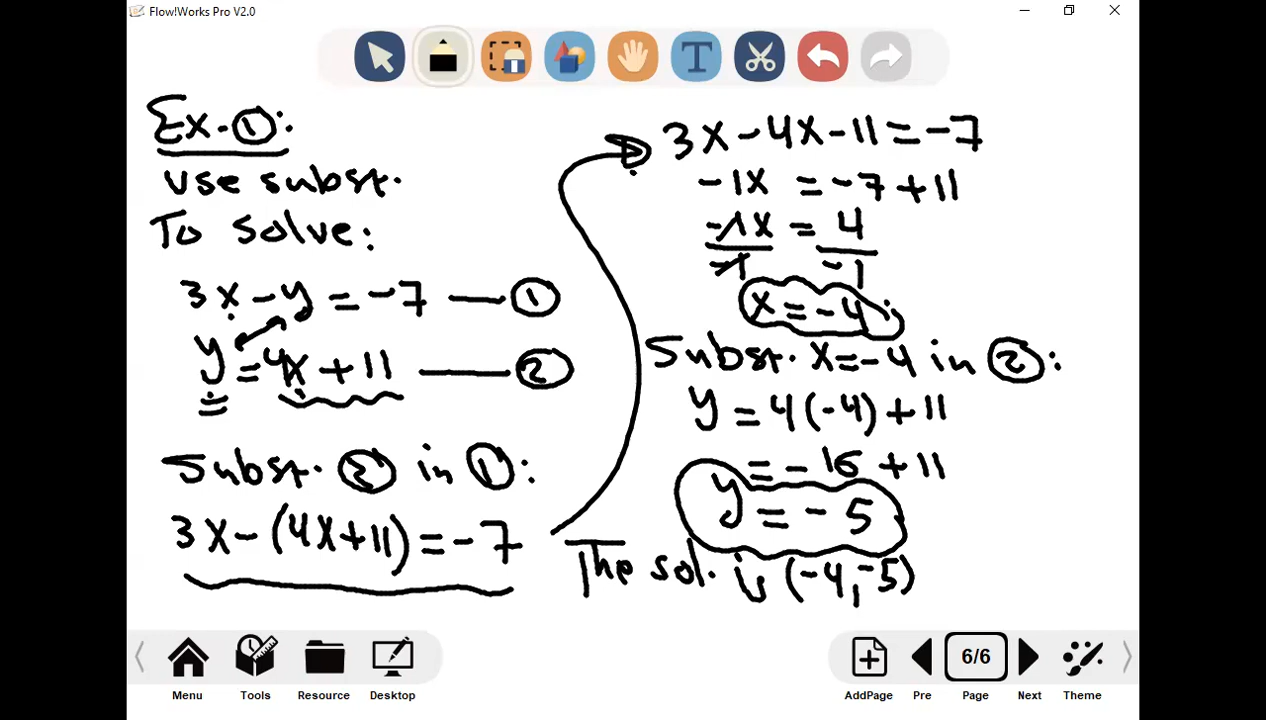 Flow!Works Pro V2.0
T
Ex. ①:
Use subst.
To solve:
3x - y = -7 —— ①
y = 4x + 11 —— ②
Subst. ② in ①:
3x - (4x + 11) = -7
3x - 4x - 11 = -7
-1x = -7 + 11
-1x = 4
-1 -1
x = -4
Subst. x = -4 in ②:
y = 4(-4) + 11
= -16 + 11
y = -5
The sol. is (-4, -5)
Menu Tools Resource Desktop
6/6
AddPage Pre Page Next Theme